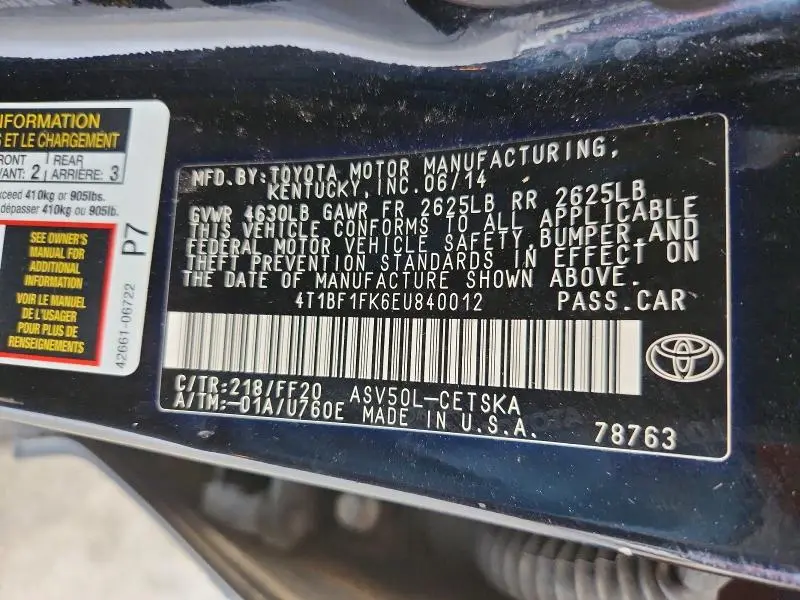 INFORMATION
S ET LE CHARGEMENT
FRONT
VANT: 2
REAR
ARRIÈRE: 3
xceed 410kg or 905lbs.
dépasser 410kg ou 905lb.
SEE OWNER'S
MANUAL FOR
ADDITIONAL
INFORMATION
VOIR LE MANUEL
DE L'USAGER
POUR PLUS DE
RENSEIGNEMENTS
P7
42661-06722
MFD.BY:TOYOTA MOTOR MANUFACTURING,
KENTUCKY,INC.06/14
GVWR 4630LB GAWR FR 2625LB RR 2625LB
THIS VEHICLE CONFORMS TO ALL APPLICABLE
FEDERAL MOTOR VEHICLE SAFETY,BUMPER,AND
THEFT PREVENTION STANDARDS IN EFFECT ON
THE DATE OF MANUFACTURE SHOWN ABOVE.
4T1BF1FK6EU840012 PASS.CAR
C/TR:218/FF20 ASV50L-CETSKA
A/TM:-01A/U760E MADE IN U.S.A. 78763